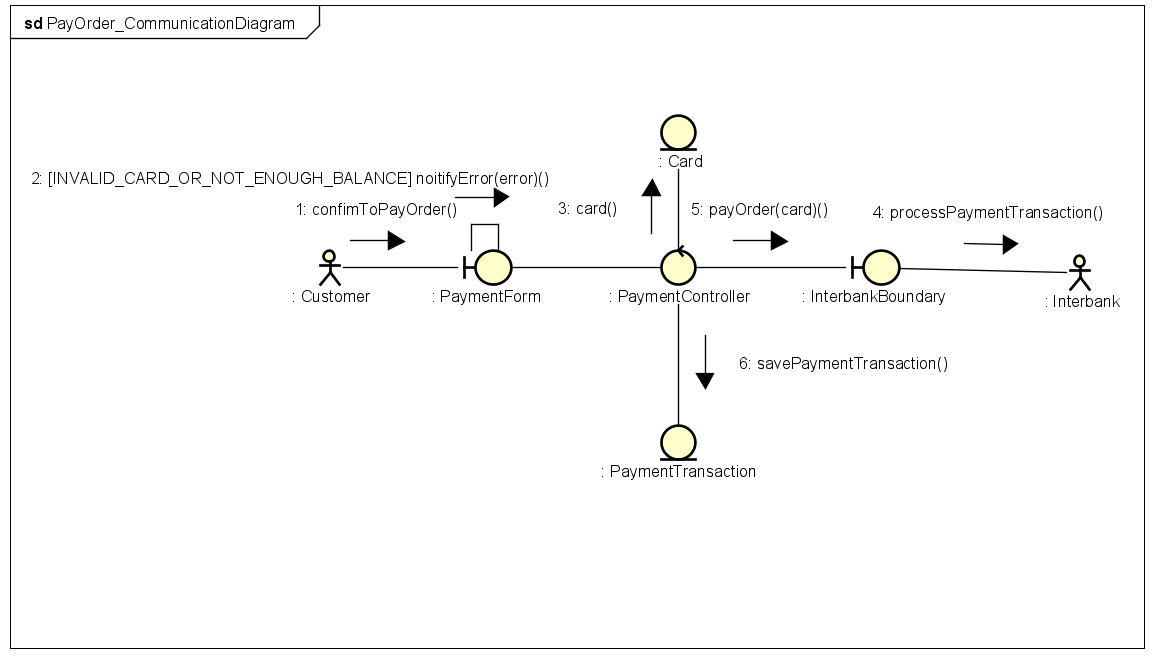 sd PayOrder_CommunicationDiagram
: Card
2: [INVALID_CARD_OR_NOT_ENOUGH_BALANCE] noitifyError(error)()
1: confimToPayOrder()
3: card()
5: payOrder(card)()
4: processPaymentTransaction()
: Customer
: PaymentForm
: PaymentController
: InterbankBoundary
: Interbank
6: savePaymentTransaction()
: PaymentTransaction